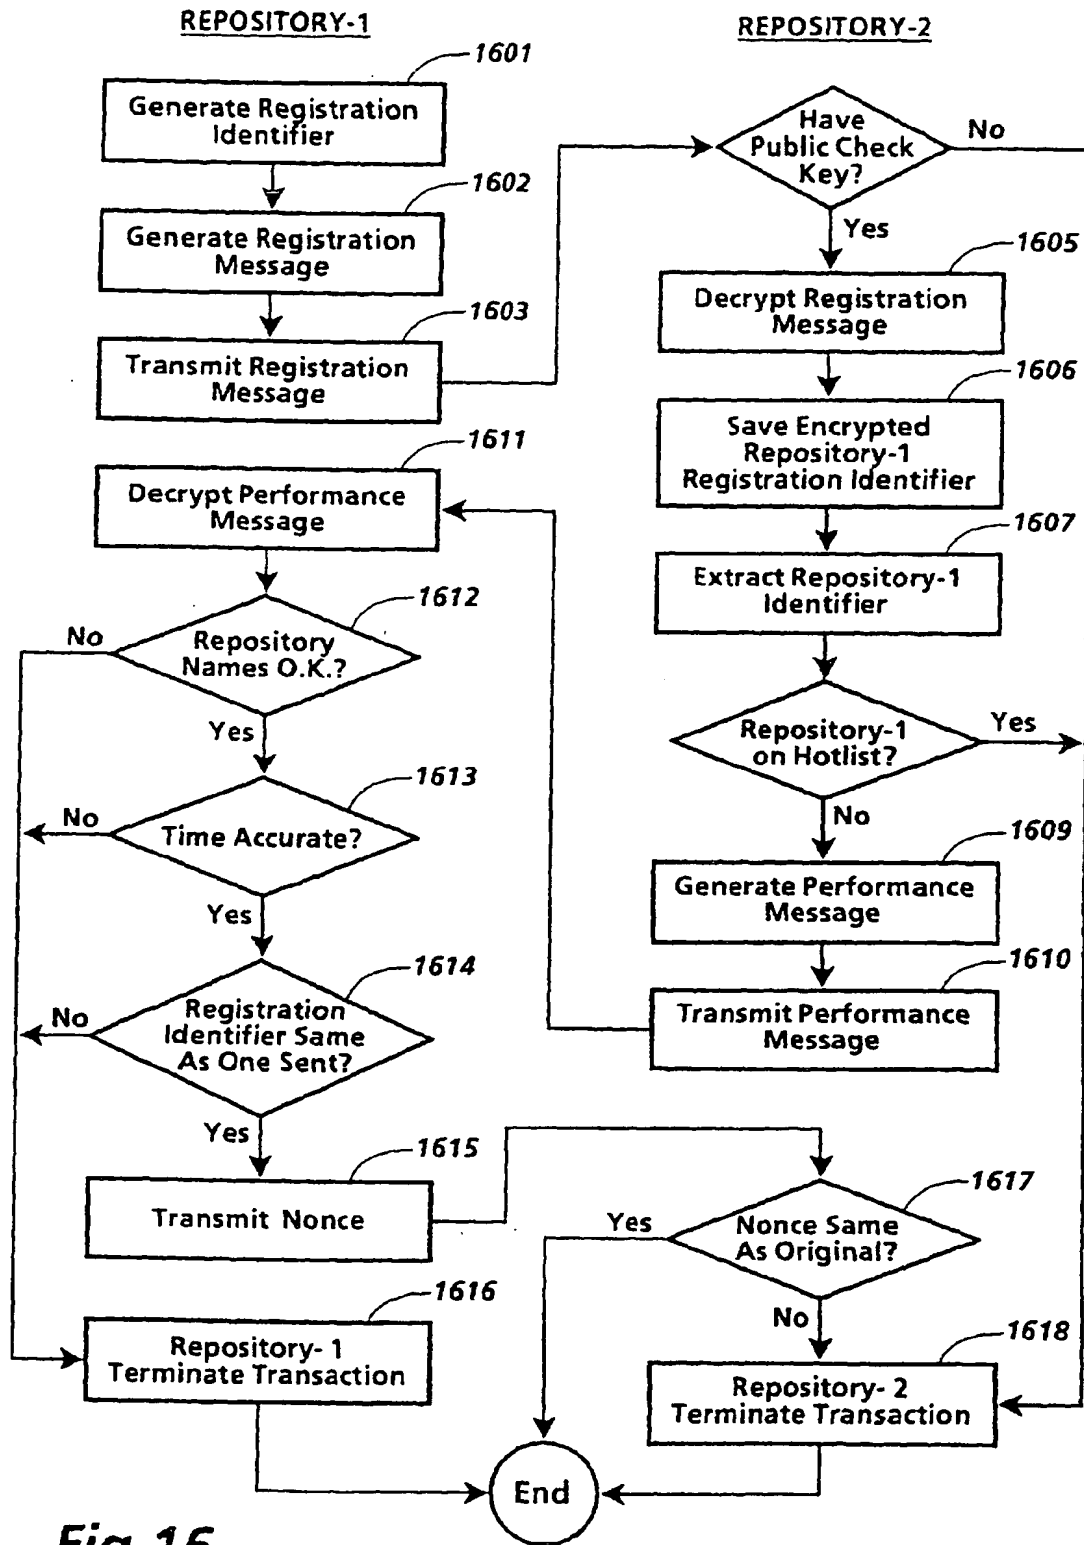 REPOSITORY-1
1601
Generate Registration
Identifier
1602
Generate Registration
Message
1603
Transmit Registration
Message
1611
Decrypt Performance
Message
1612
No
Repository
Names O.K.?
Yes
1613
No
Time Accurate?
Yes
1614
No
Registration
Identifier Same
As One Sent?
Yes
1615
Transmit Nonce
1616
Repository- 1
Terminate Transaction
REPOSITORY-2
Have
Public Check
Key?
No
Yes
1605
Decrypt Registration
Message
1606
Save Encrypted
Repository-1
Registration Identifier
1607
Extract Repository-1
Identifier
Repository-1
on Hotlist?
Yes
No
1609
Generate Performance
Message
1610
Transmit Performance
Message
1617
Yes
Nonce Same
As Original?
No
1618
Repository- 2
Terminate Transaction
End
Fig.16